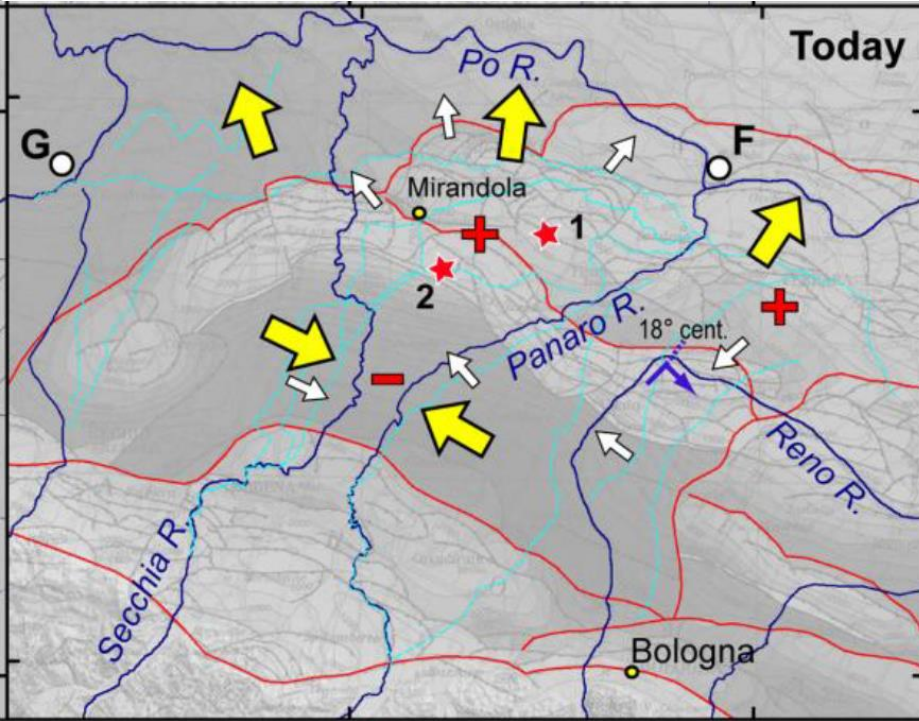 Today
Po R.
G
F
Mirandola
1
2
Panaro R.
18° cent.
Reno R.
Secchia R.
Bologna